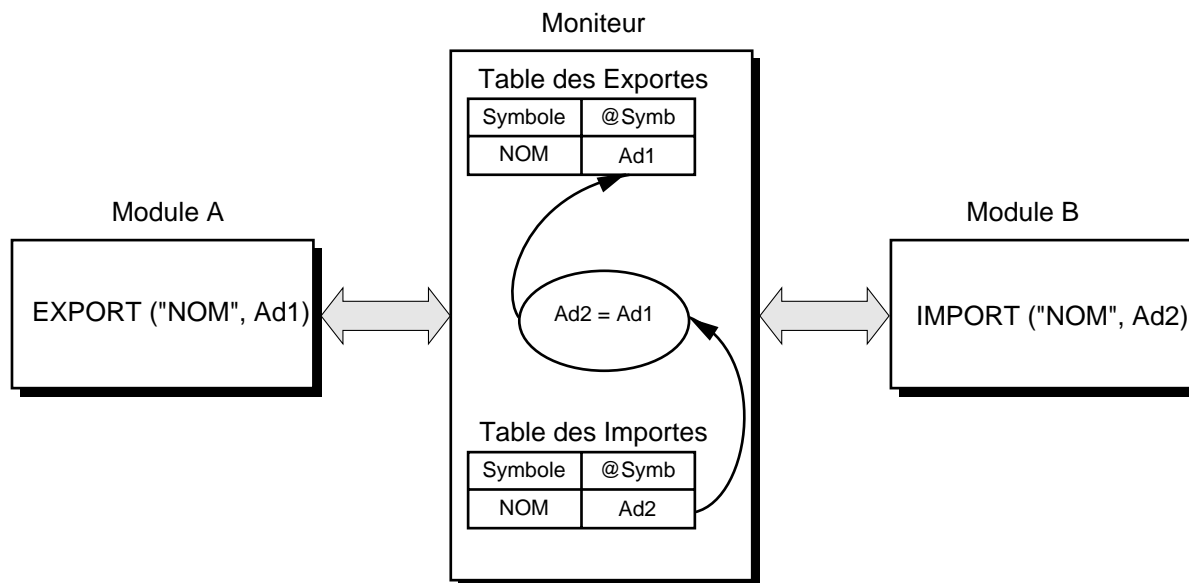 Moniteur
Table des Exportes
Symbole @Symb
NOM Ad1
Module A
EXPORT ("NOM", Ad1)
Ad2 = Ad1
Module B
IMPORT ("NOM", Ad2)
Table des Importes
Symbole @Symb
NOM Ad2